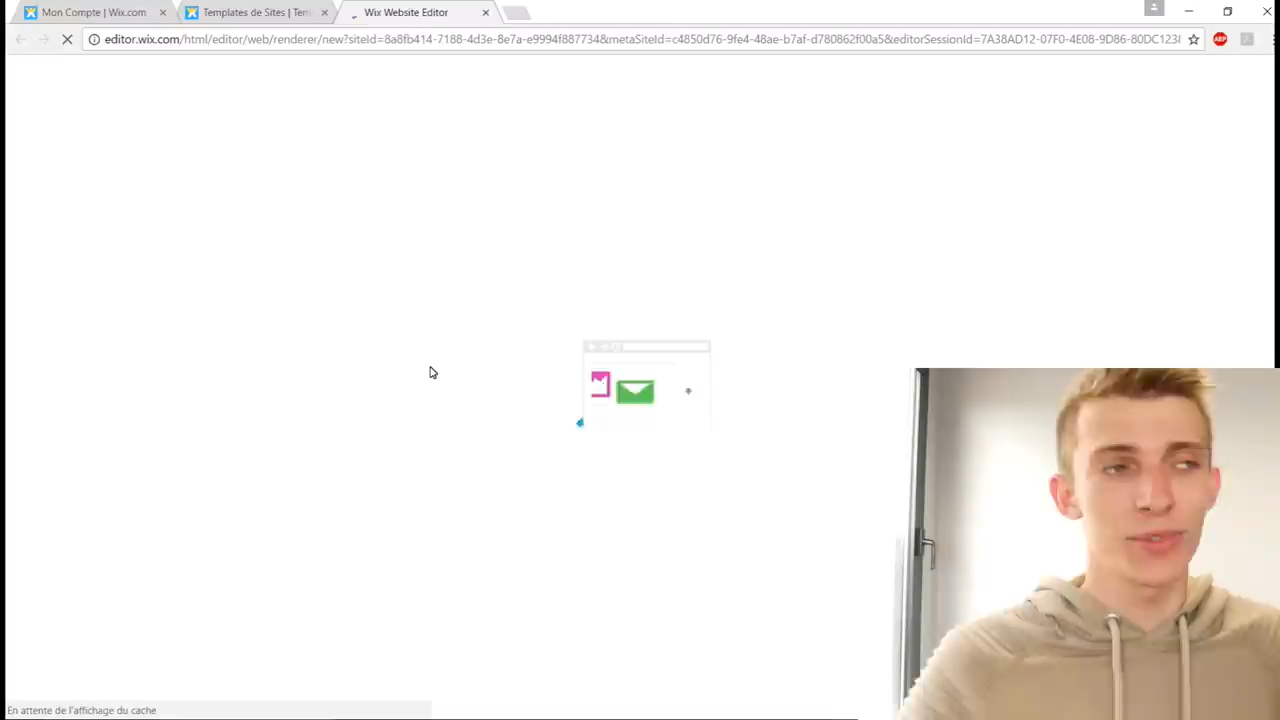 Mon Compte | Wix.com
Templates de Sites | Tem
Wix Website Editor
editor.wix.com/html/editor/web/renderer/new?siteId=8a8fb414-7188-4d3e-8e7a-e9994f887734&metaSiteId=c4850d76-9fe4-48ae-b7af-d780862f00a5&editorSessionId=7A38AD12-07F0-4E08-9D86-80DC123
ABP
En attente de l'affichage du cache